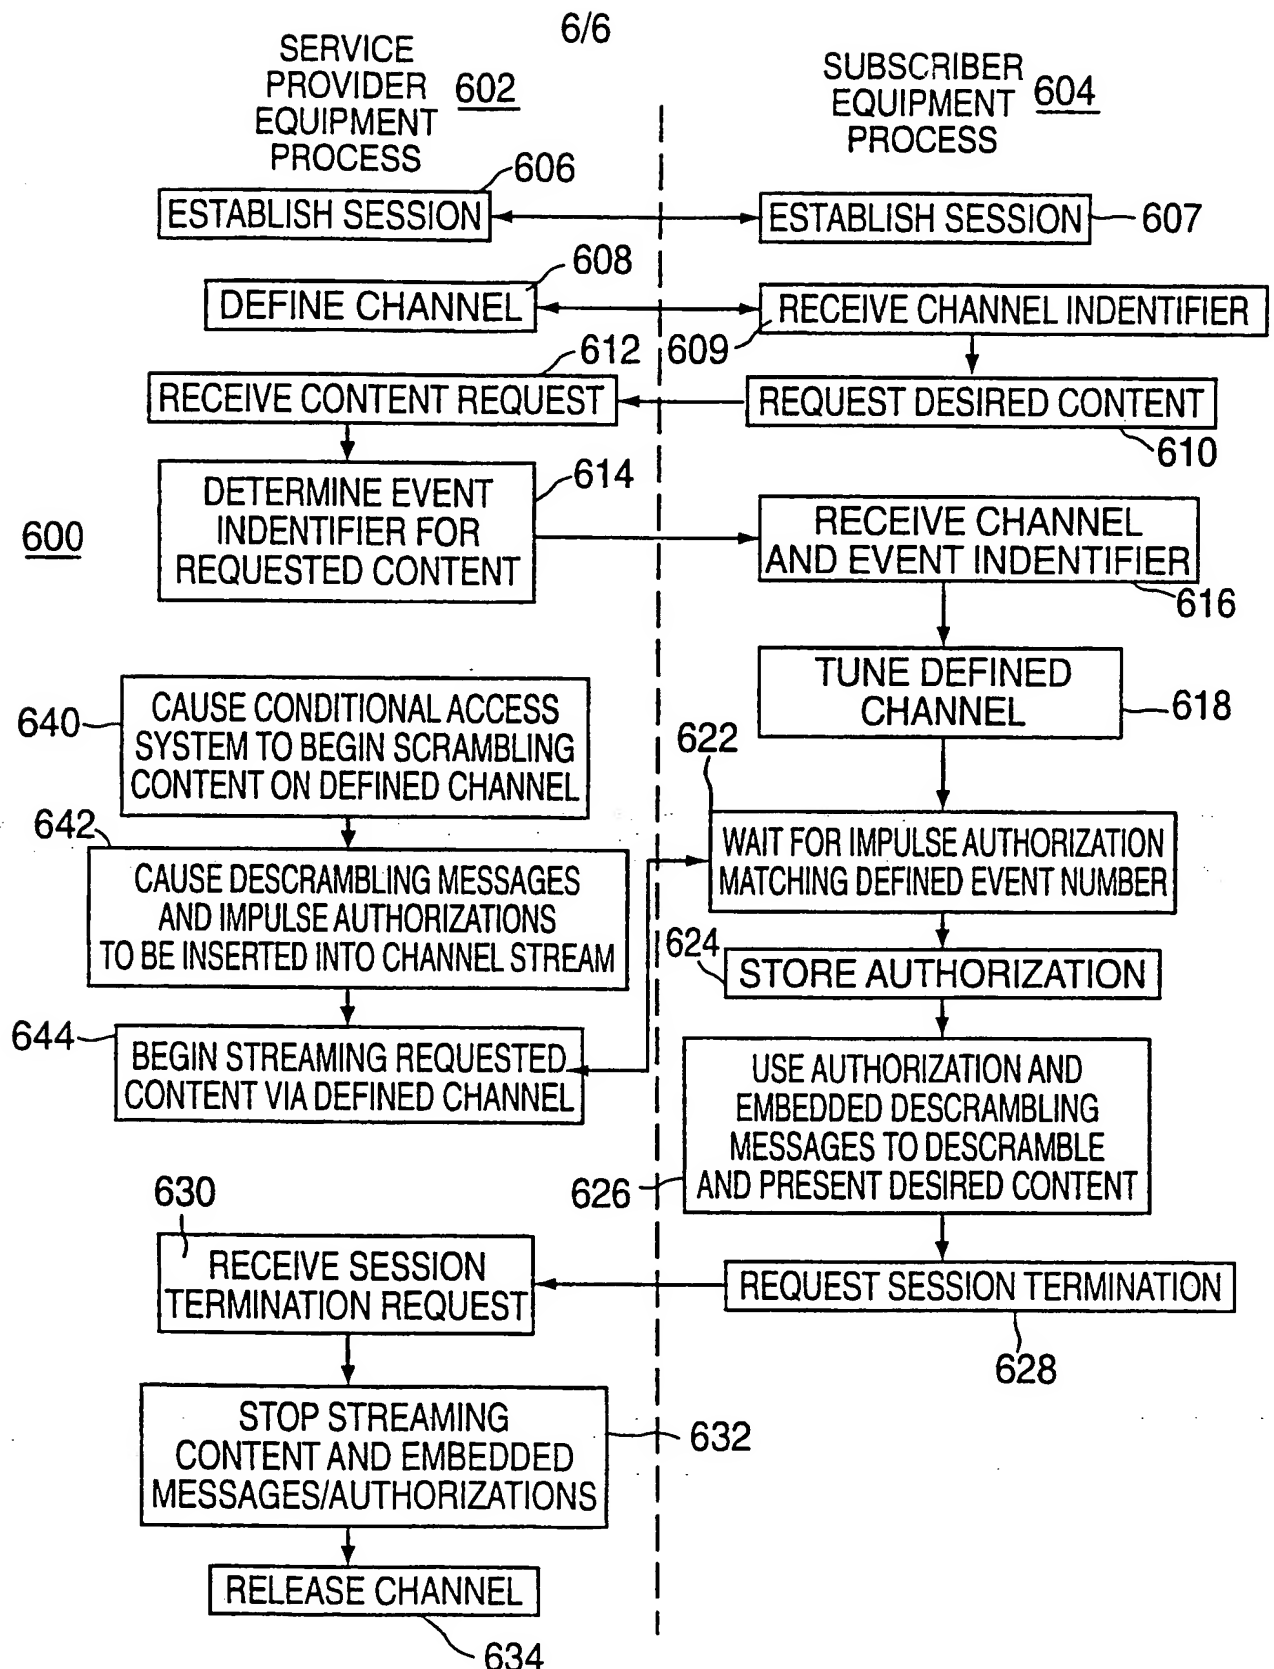 6/6
SERVICE
PROVIDER
EQUIPMENT
PROCESS
602
SUBSCRIBER
EQUIPMENT
PROCESS
604
606
ESTABLISH SESSION
ESTABLISH SESSION
607
608
DEFINE CHANNEL
RECEIVE CHANNEL INDENTIFIER
609
612
RECEIVE CONTENT REQUEST
REQUEST DESIRED CONTENT
610
614
DETERMINE EVENT
INDENTIFIER FOR
REQUESTED CONTENT
600
RECEIVE CHANNEL
AND EVENT INDENTIFIER
616
TUNE DEFINED
CHANNEL
618
640
CAUSE CONDITIONAL ACCESS
SYSTEM TO BEGIN SCRAMBLING
CONTENT ON DEFINED CHANNEL
622
WAIT FOR IMPULSE AUTHORIZATION
MATCHING DEFINED EVENT NUMBER
642
CAUSE DESCRAMBLING MESSAGES
AND IMPULSE AUTHORIZATIONS
TO BE INSERTED INTO CHANNEL STREAM
624
STORE AUTHORIZATION
644
BEGIN STREAMING REQUESTED
CONTENT VIA DEFINED CHANNEL
USE AUTHORIZATION AND
EMBEDDED DESCRAMBLING
MESSAGES TO DESCRAMBLE
AND PRESENT DESIRED CONTENT
626
630
RECEIVE SESSION
TERMINATION REQUEST
REQUEST SESSION TERMINATION
628
STOP STREAMING
CONTENT AND EMBEDDED
MESSAGES/AUTHORIZATIONS
632
RELEASE CHANNEL
634